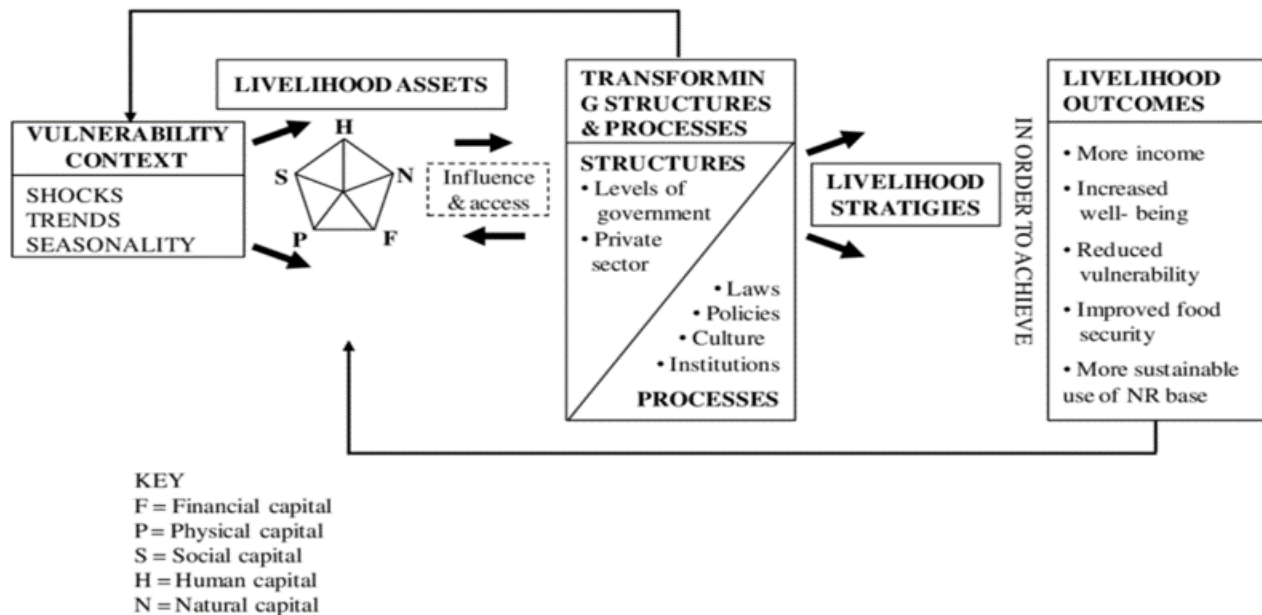 LIVELIHOOD ASSETS
VULNERABILITY
CONTEXT
SHOCKS
TRENDS
SEASONALITY
H
S
N
P
F
Influence
& access
TRANSFORMIN
G STRUCTURES
& PROCESSES
STRUCTURES
• Levels of
government
• Private
sector
• Laws
• Policies
• Culture
• Institutions
PROCESSES
LIVELIHOOD
STRATIGIES
IN ORDER TO ACHIEVE
LIVELIHOOD
OUTCOMES
• More income
• Increased
well- being
• Reduced
vulnerability
• Improved food
security
• More sustainable
use of NR base
KEY
F = Financial capital
P = Physical capital
S = Social capital
H = Human capital
N = Natural capital